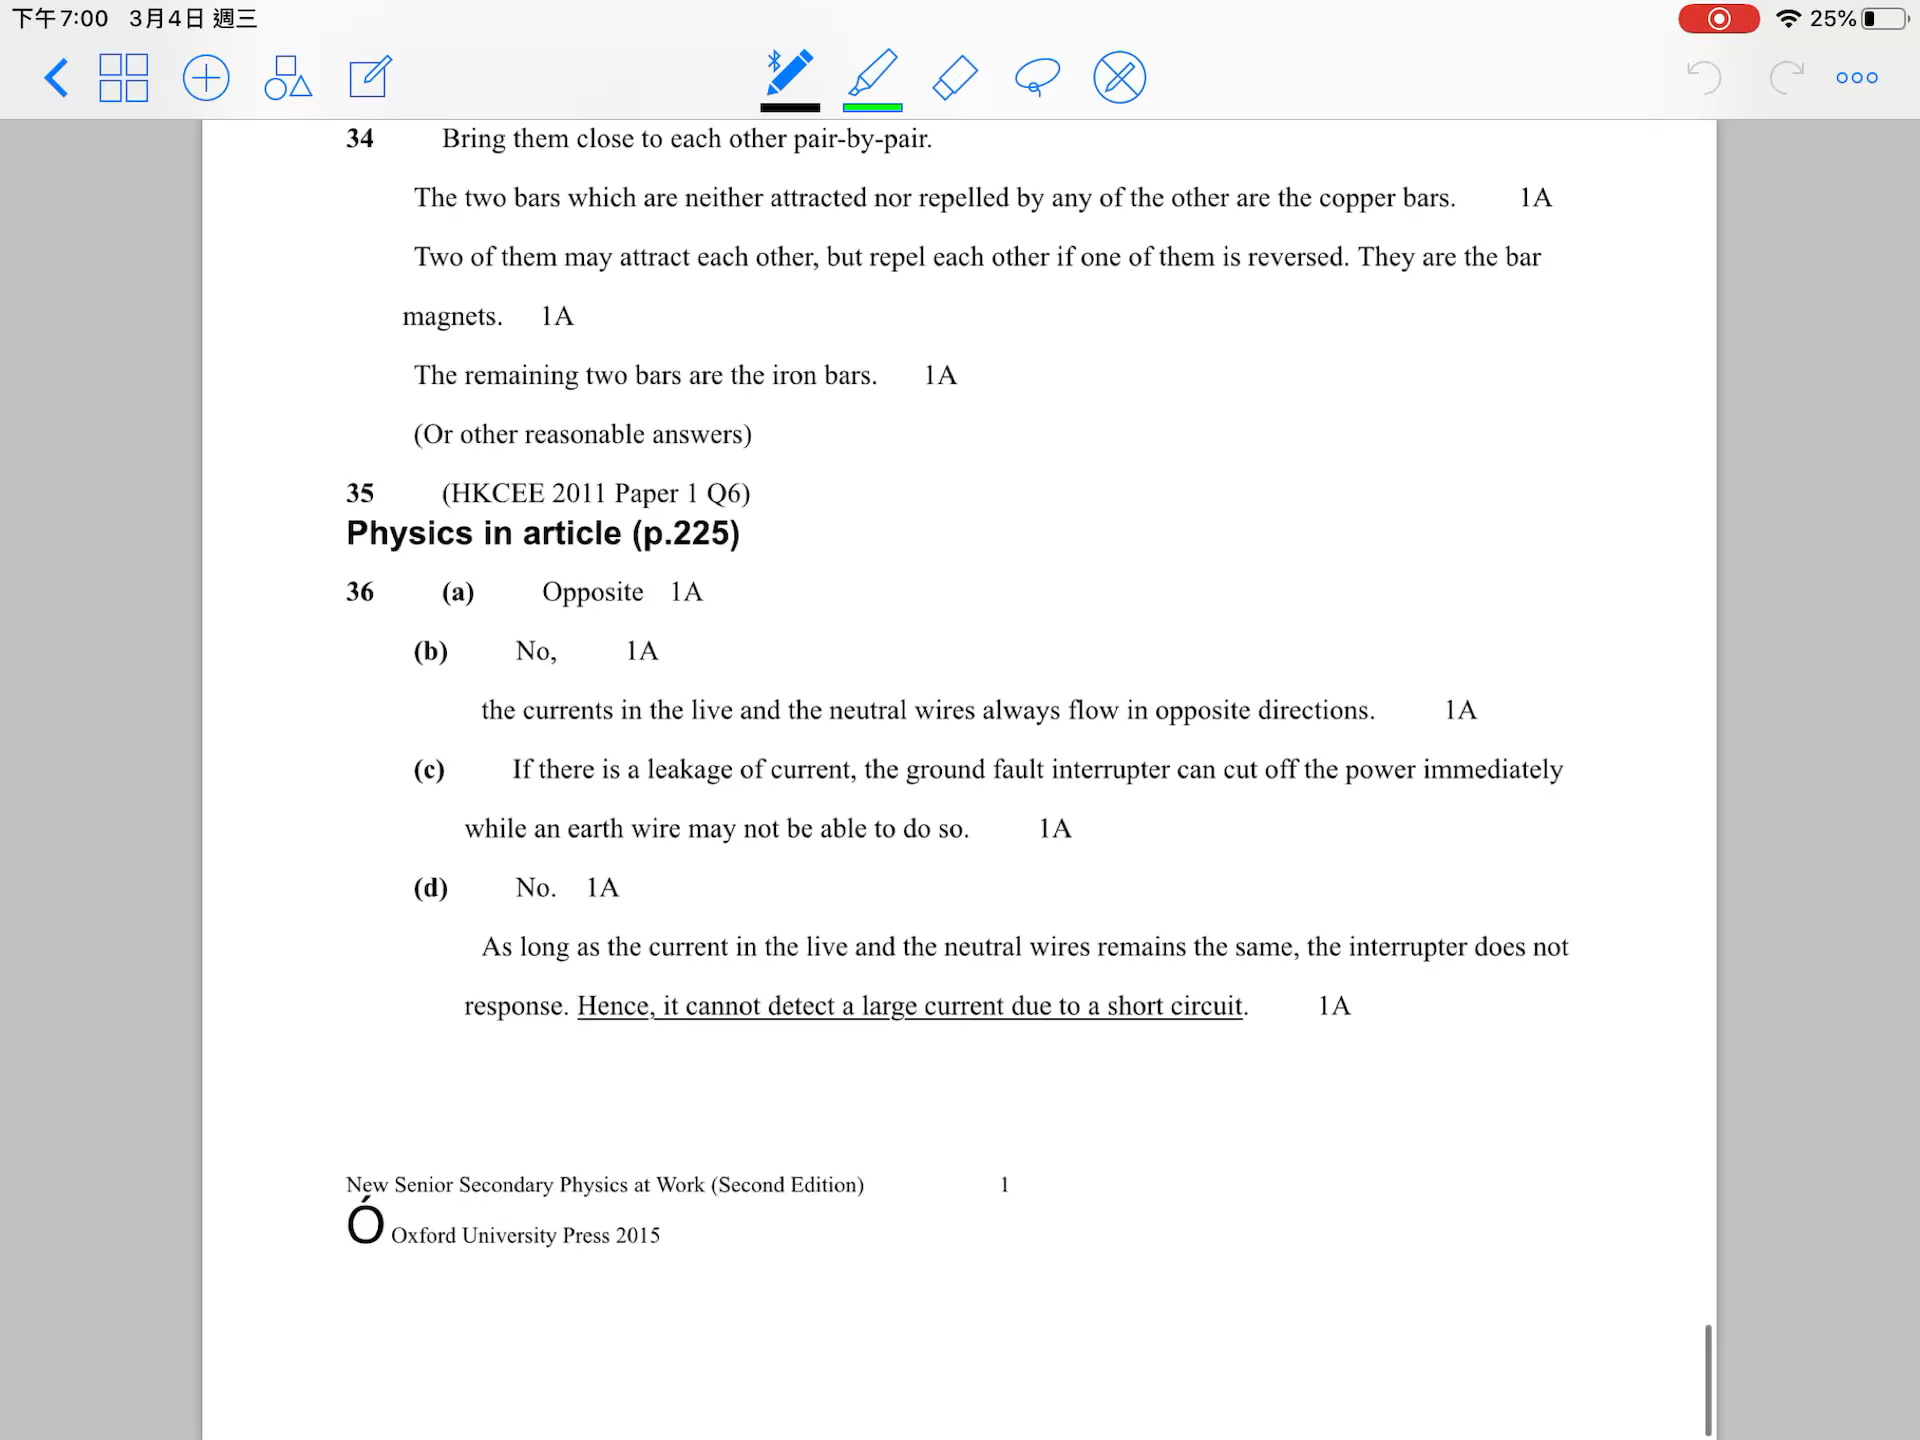 下午7:00 3月4日 週三
25%
34 Bring them close to each other pair-by-pair.
The two bars which are neither attracted nor repelled by any of the other are the copper bars. 1A
Two of them may attract each other, but repel each other if one of them is reversed. They are the bar
magnets. 1A
The remaining two bars are the iron bars. 1A
(Or other reasonable answers)
35 (HKCEE 2011 Paper 1 Q6)
Physics in article (p.225)
36 (a) Opposite 1A
(b) No, 1A
the currents in the live and the neutral wires always flow in opposite directions. 1A
(c) If there is a leakage of current, the ground fault interrupter can cut off the power immediately
while an earth wire may not be able to do so. 1A
(d) No. 1A
As long as the current in the live and the neutral wires remains the same, the interrupter does not
response. Hence, it cannot detect a large current due to a short circuit. 1A
New Senior Secondary Physics at Work (Second Edition) 1
Ó Oxford University Press 2015